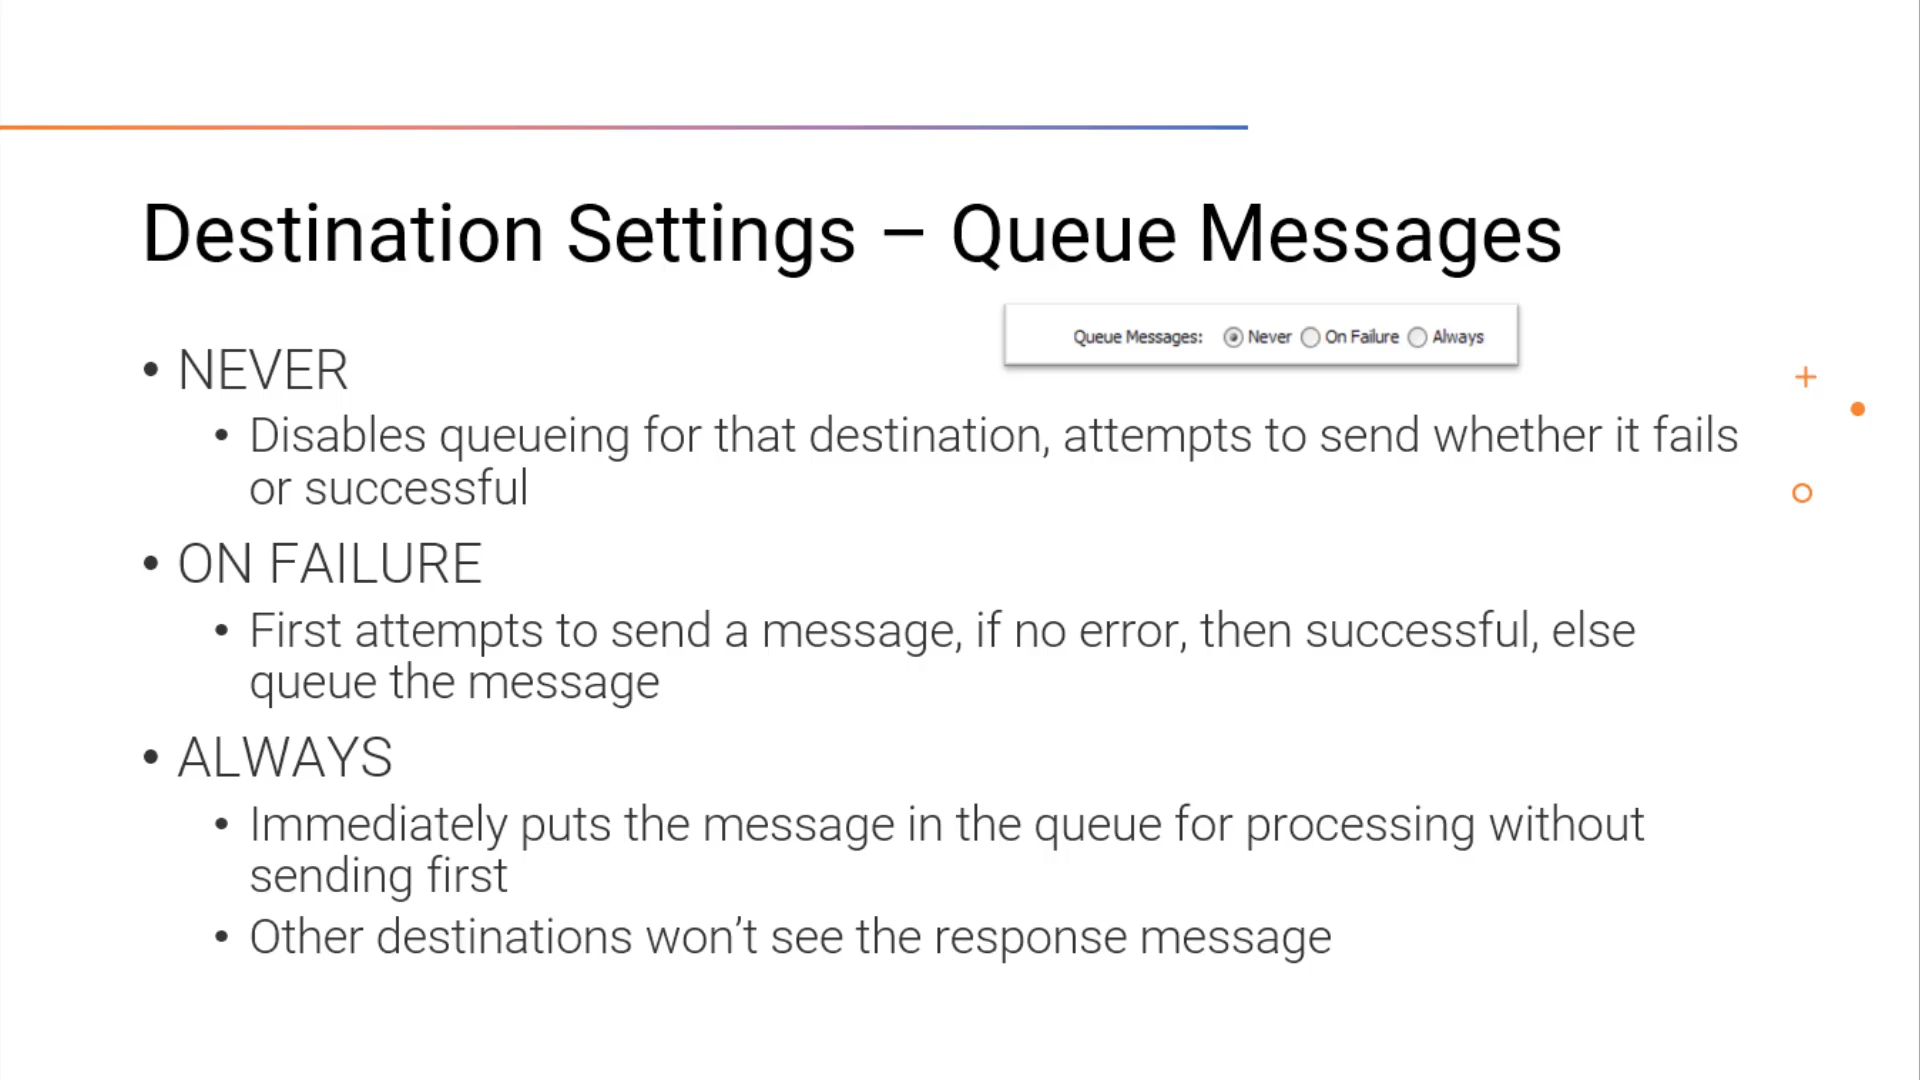 Destination Settings – Queue Messages
Queue Messages: Never On Failure Always
• NEVER
• Disables queueing for that destination, attempts to send whether it fails
or successful
• ON FAILURE
• First attempts to send a message, if no error, then successful, else
queue the message
• ALWAYS
• Immediately puts the message in the queue for processing without
sending first
• Other destinations won’t see the response message